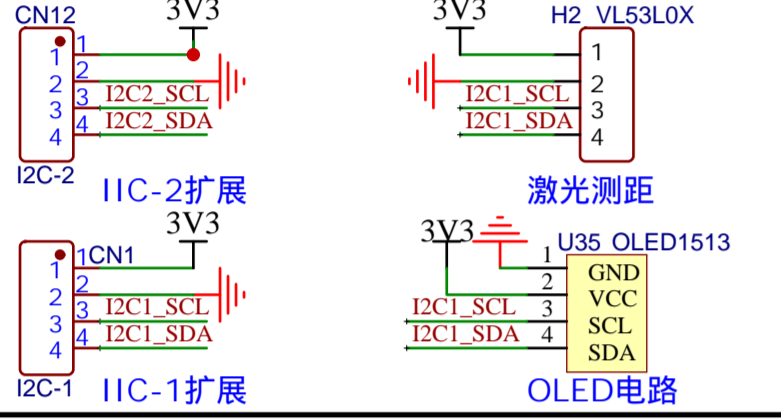 CN12
3V3
1
1
2
2
I2C2_SCL
3
3
I2C2_SDA
4
4
I2C-2
IIC-2扩展
3V3
H2 VL53L0X
1
2
I2C1_SCL
3
I2C1_SDA
4
激光测距
3V3
1
CN1
1
2
2
I2C1_SCL
3
3
I2C1_SDA
4
4
I2C-1
IIC-1扩展
3V3
U35 OLED1513
1
GND
2
VCC
I2C1_SCL
3
SCL
I2C1_SDA
4
SDA
OLED电路